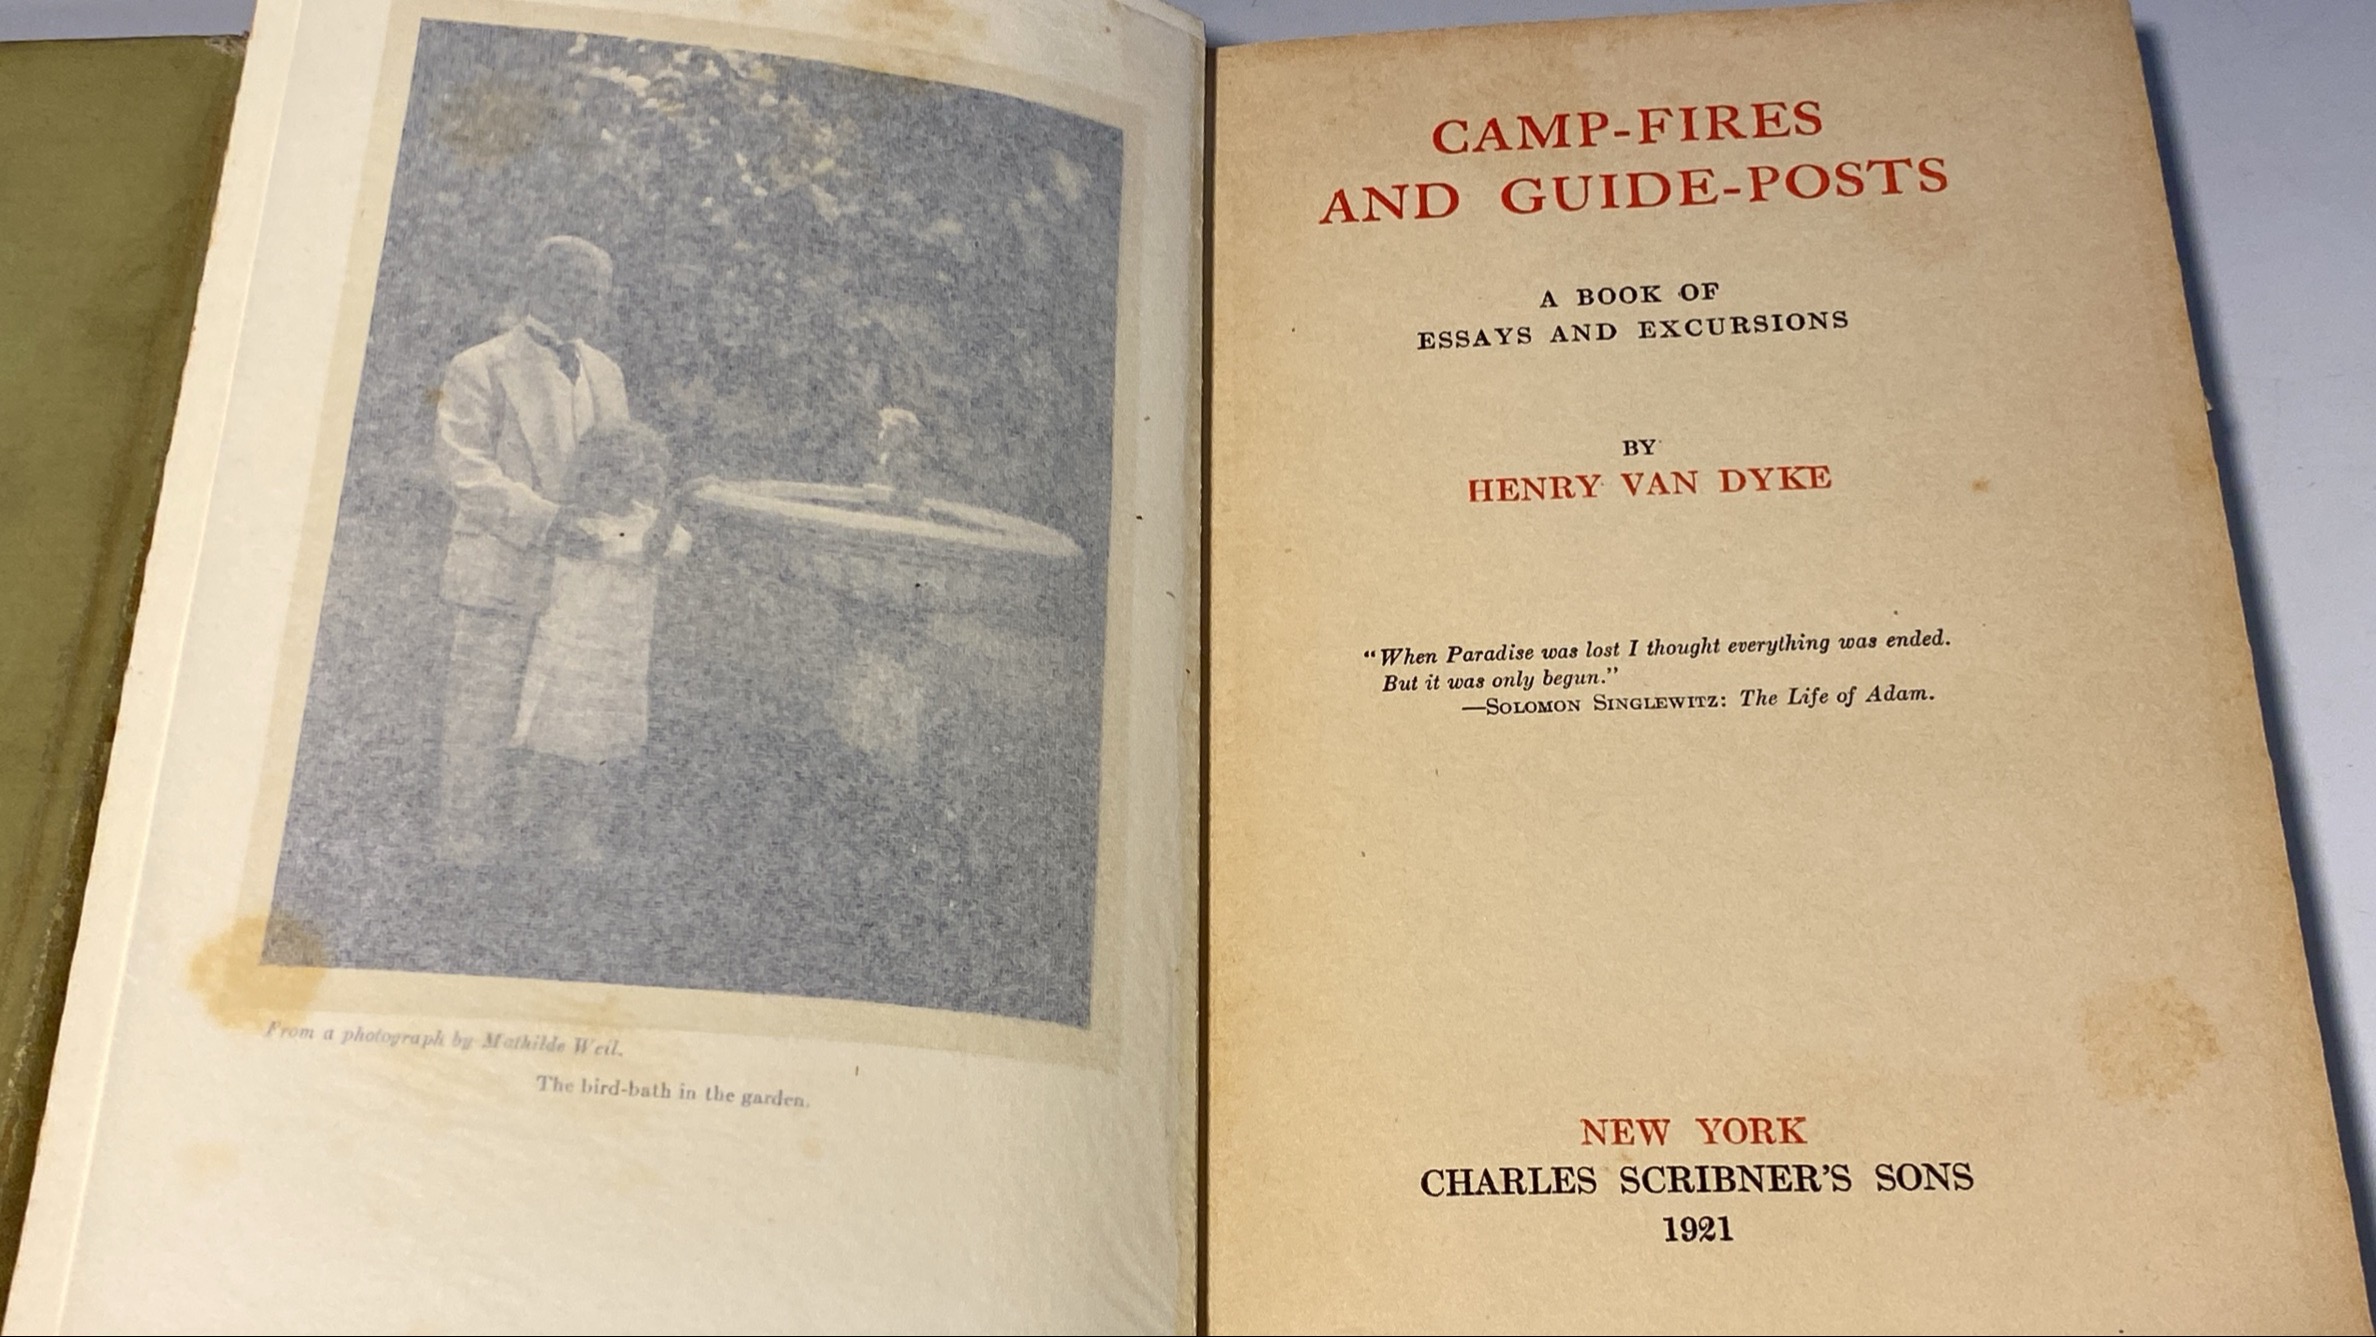 From a photograph by Mathilde Weil.
The bird-bath in the garden.
CAMP-FIRES
AND GUIDE-POSTS
A BOOK OF
ESSAYS AND EXCURSIONS
BY
HENRY VAN DYKE
“When Paradise was lost I thought everything was ended.
But it was only begun.”
—SOLOMON SINGLEWITZ: The Life of Adam.
NEW YORK
CHARLES SCRIBNER’S SONS
1921